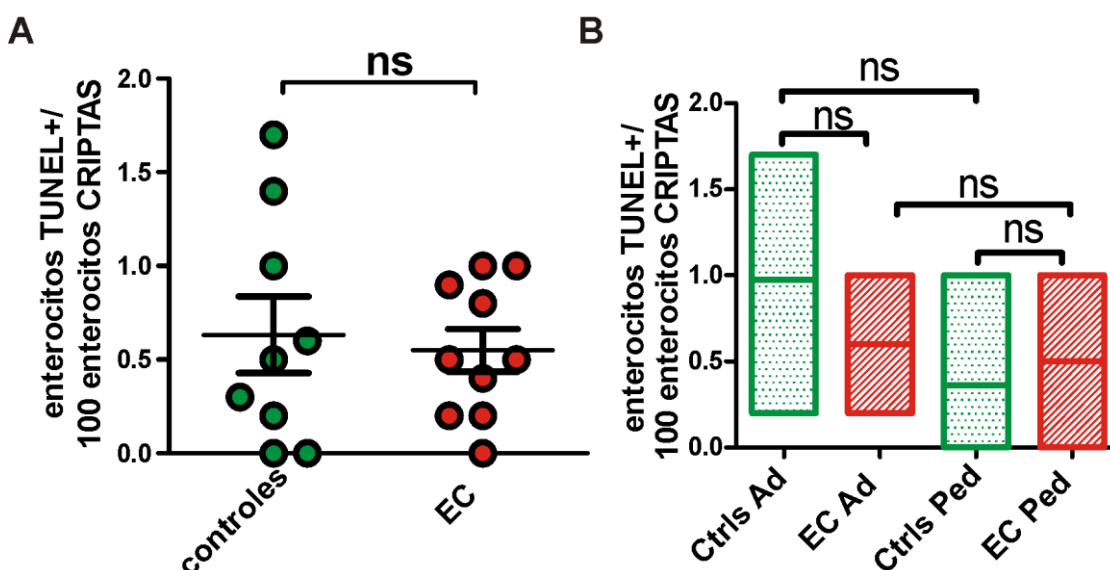 A
enterocitos TUNEL+/
100 enterocitos CRIPTAS
2.0
1.5
1.0
0.5
0.0
ns
controles
EC
B
enterocitos TUNEL+/
100 enterocitos CRIPTAS
2.0
1.5
1.0
0.5
0.0
ns
ns
ns
ns
Ctrls Ad
EC Ad
Ctrls Ped
EC Ped